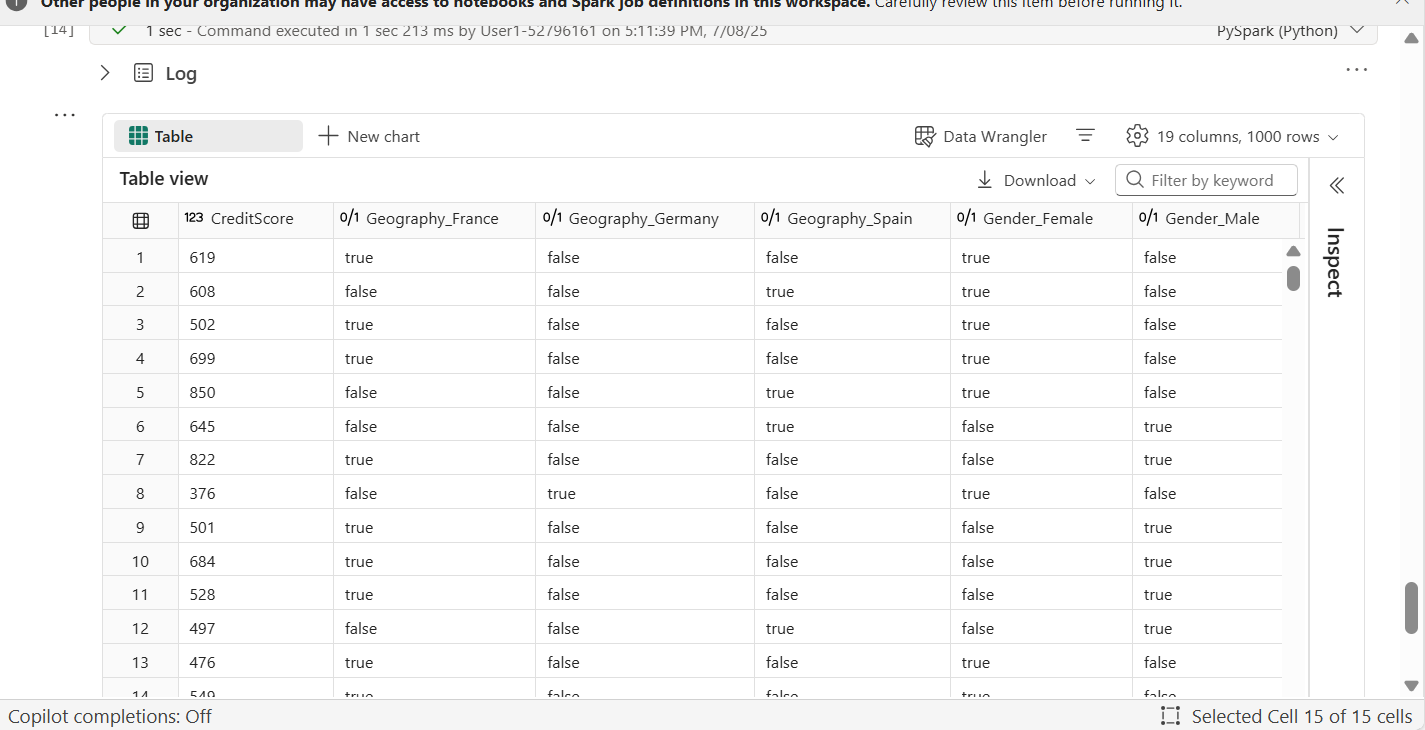 Other people in your organization may have access to notebooks and Spark job definitions in this workspace. Carefully review this item before running it.
[14] 1 sec - Command executed in 1 sec 213 ms by User1-52796161 on 5:11:39 PM, 7/08/25 PySpark (Python)
Log
Table New chart Data Wrangler 19 columns, 1000 rows
Table view Download Filter by keyword
Inspect
123 CreditScore 0/1 Geography_France 0/1 Geography_Germany 0/1 Geography_Spain 0/1 Gender_Female 0/1 Gender_Male
1 619 true false false true false
2 608 false false true true false
3 502 true false false true false
4 699 true false false true false
5 850 false false true true false
6 645 false false true false true
7 822 true false false false true
8 376 false true false true false
9 501 true false false false true
10 684 true false false false true
11 528 true false false false true
12 497 false false true false true
13 476 true false false true false
14 549 true false false true false
Copilot completions: Off Selected Cell 15 of 15 cells